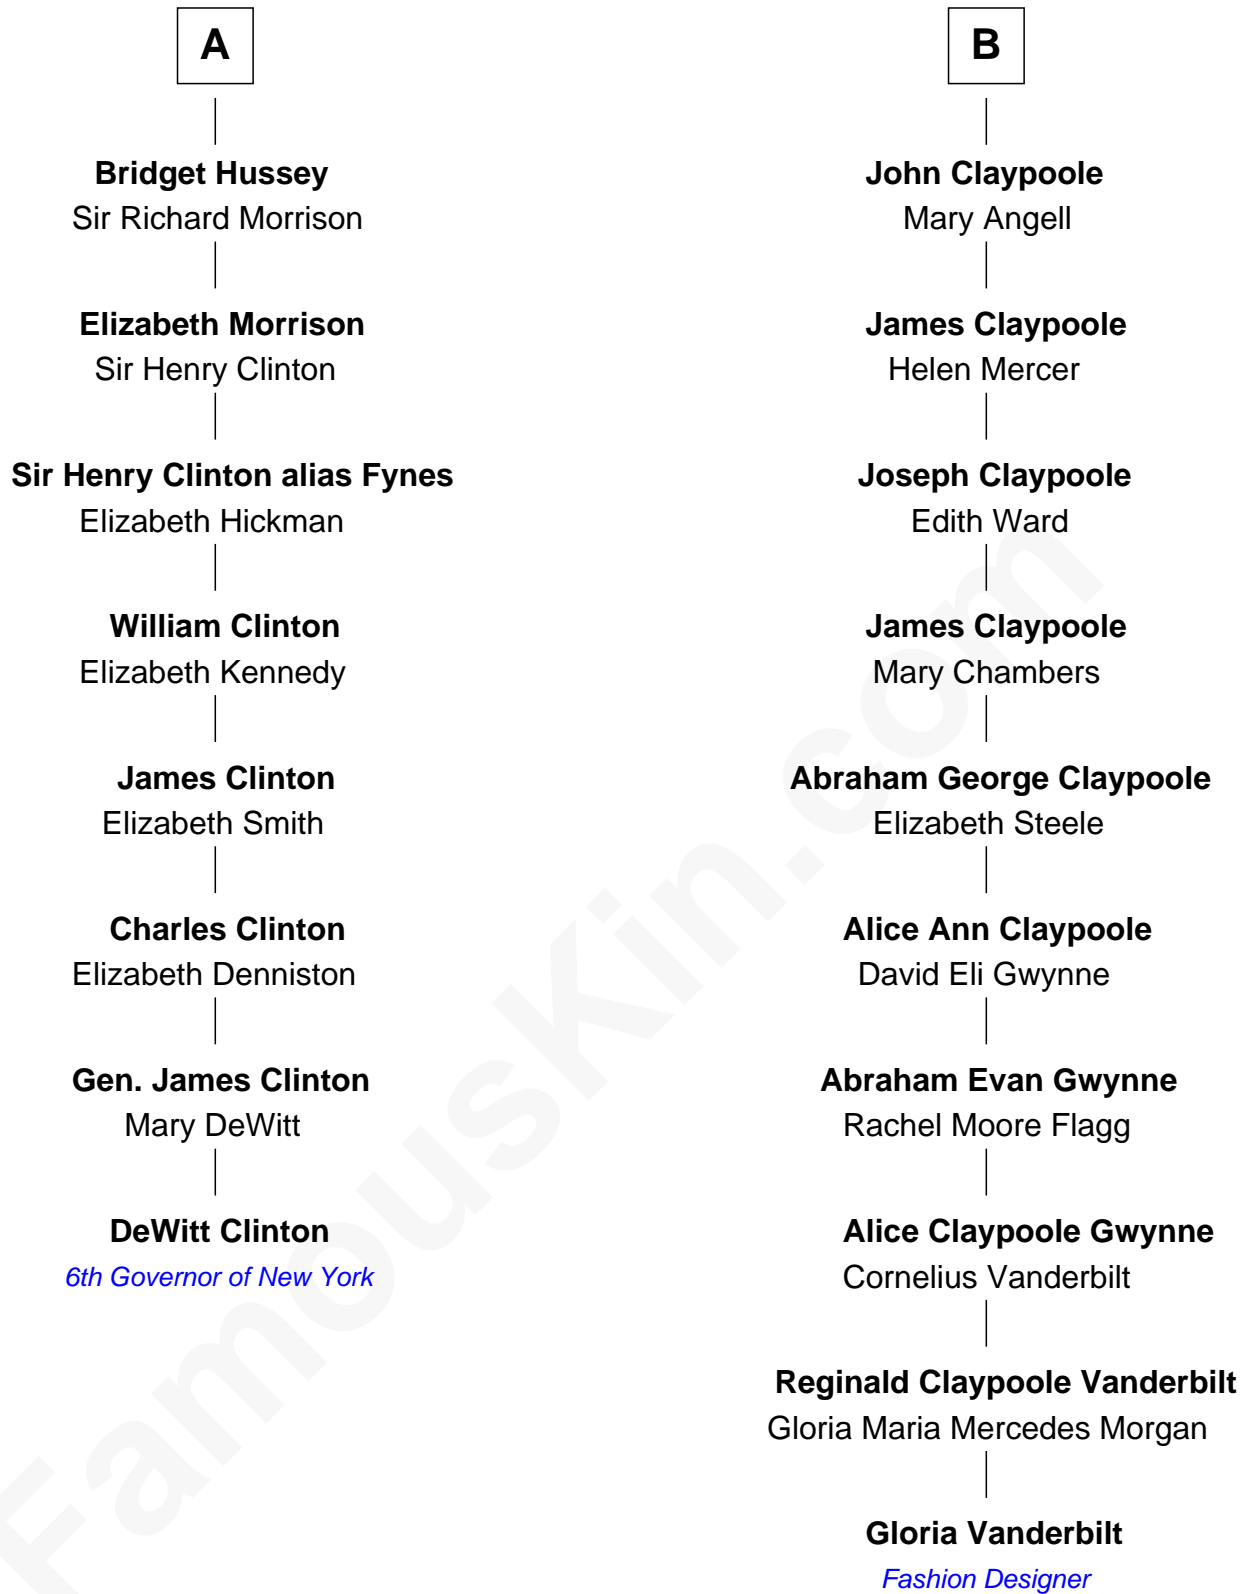 A
Bridget Hussey
Sir Richard Morrison
Elizabeth Morrison
Sir Henry Clinton
Sir Henry Clinton alias Fynes
Elizabeth Hickman
William Clinton
Elizabeth Kennedy
James Clinton
Elizabeth Smith
Charles Clinton
Elizabeth Denniston
Gen. James Clinton
Mary DeWitt
DeWitt Clinton
6th Governor of New York
B
John Claypoole
Mary Angell
James Claypoole
Helen Mercer
Joseph Claypoole
Edith Ward
James Claypoole
Mary Chambers
Abraham George Claypoole
Elizabeth Steele
Alice Ann Claypoole
David Eli Gwynne
Abraham Evan Gwynne
Rachel Moore Flagg
Alice Claypoole Gwynne
Cornelius Vanderbilt
Reginald Claypoole Vanderbilt
Gloria Maria Mercedes Morgan
Gloria Vanderbilt
Fashion Designer
FamousKin.com